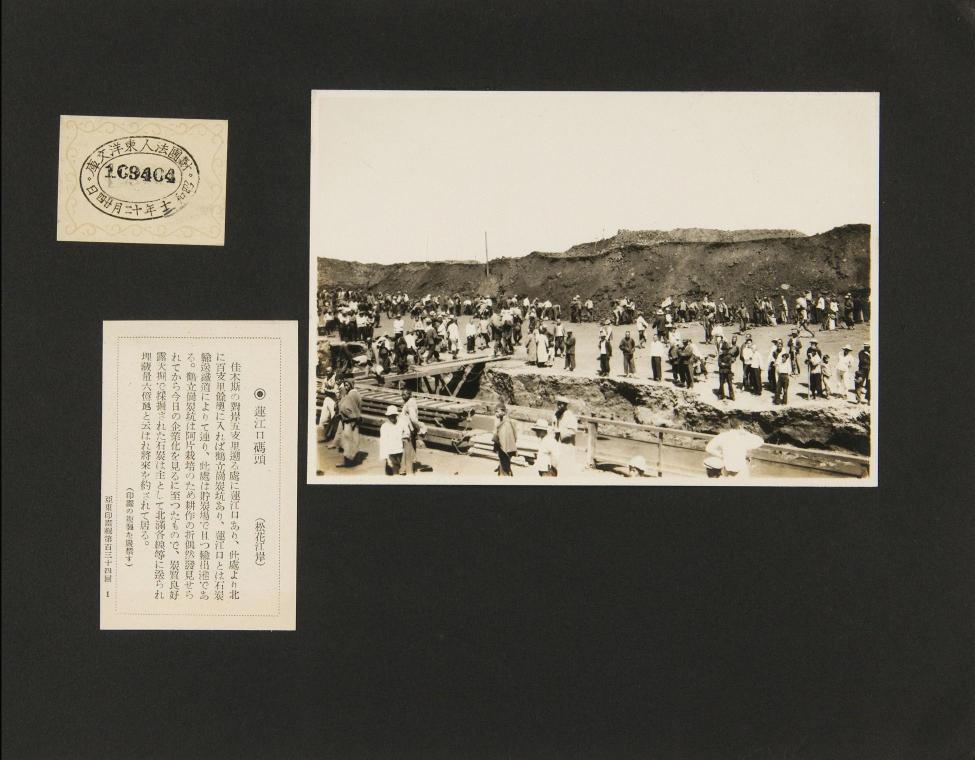 財團法人東洋文庫
169464
昭和十二年十二月廿四日
◉ 蓮江口碼頭
（松花江岸）
佳木斯の對岸五支里遡る處に蓮江口あり、此處より北
に百支里餘奧に入れば鶴立崗炭坑あり、蓮江口とは石炭
輸送鐵道によりて連り、此處は貯炭場で且つ輸出港であ
る。鶴立崗炭坑は阿片栽培のため耕作の折偶然發見せら
れてから今日の企業化を見るに至つたもので、炭質良好
露天掘で採掘された石炭は主として北滿各線等に送られ
埋藏量六億瓲と云はれ將來を約されて居る。
（印畫の複製を嚴禁す）
亞東印畫輯第百三十四回　1